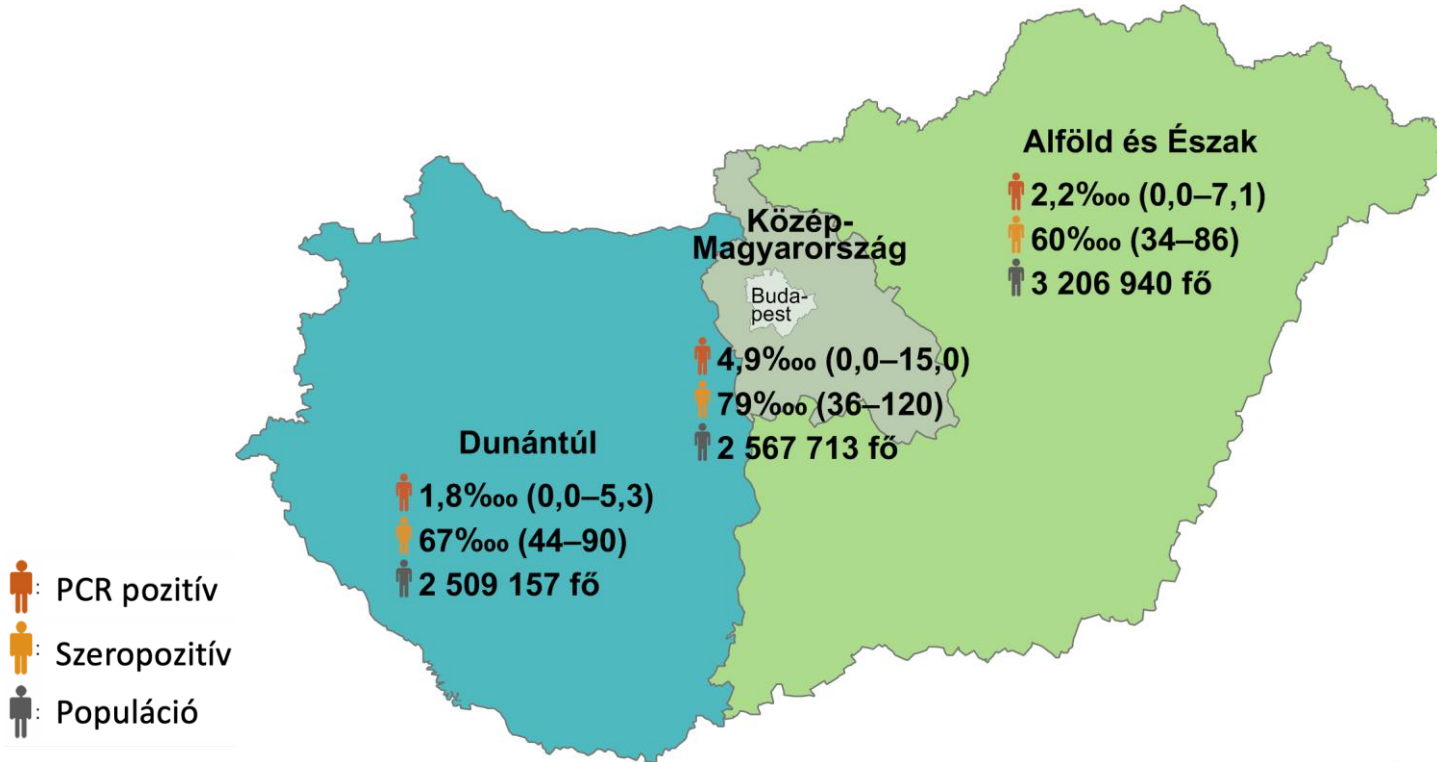 Alföld és Észak
2,2‱ (0,0–7,1)
60‱ (34–86)
3 206 940 fő
Közép-
Magyarország
Buda-
pest
4,9‱ (0,0–15,0)
79‱ (36–120)
2 567 713 fő
Dunántúl
1,8‱ (0,0–5,3)
67‱ (44–90)
2 509 157 fő
: PCR pozitív
: Szeropozitív
: Populáció